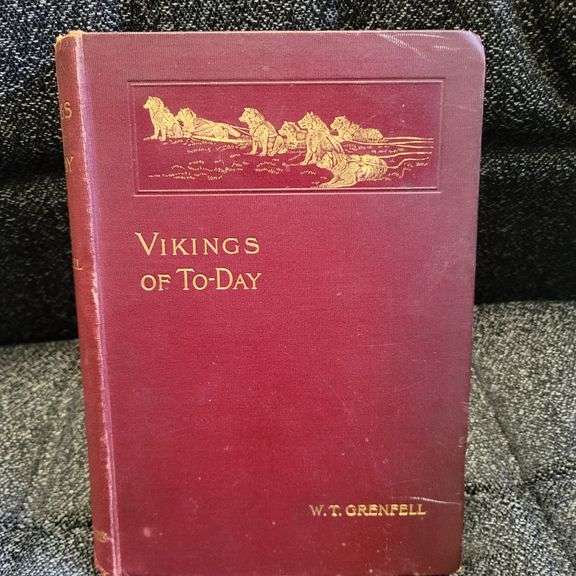 VIKINGS
OF TO-DAY
W. T. GRENFELL